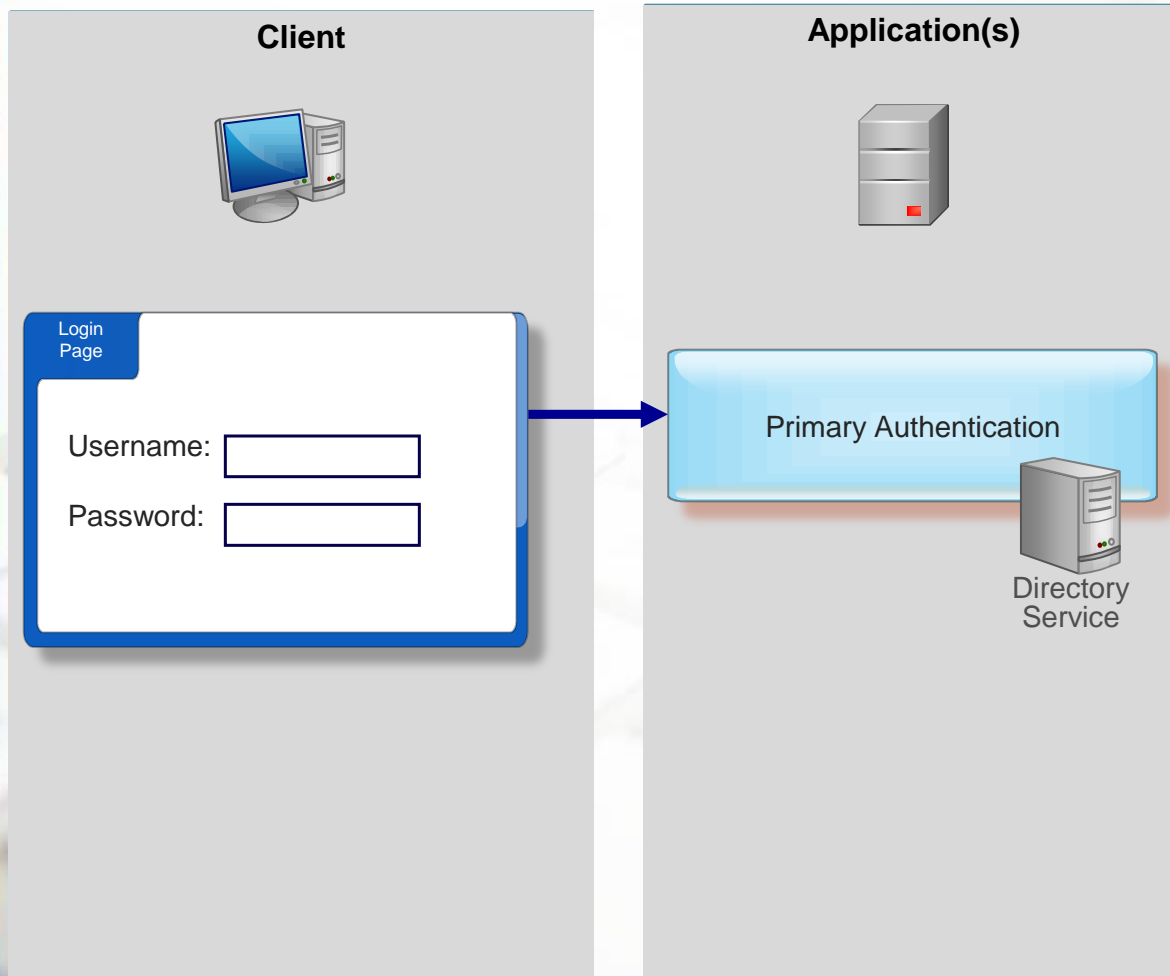 Client
Application(s)
Login
Page
Username:
Password:
Primary Authentication
Directory
Service